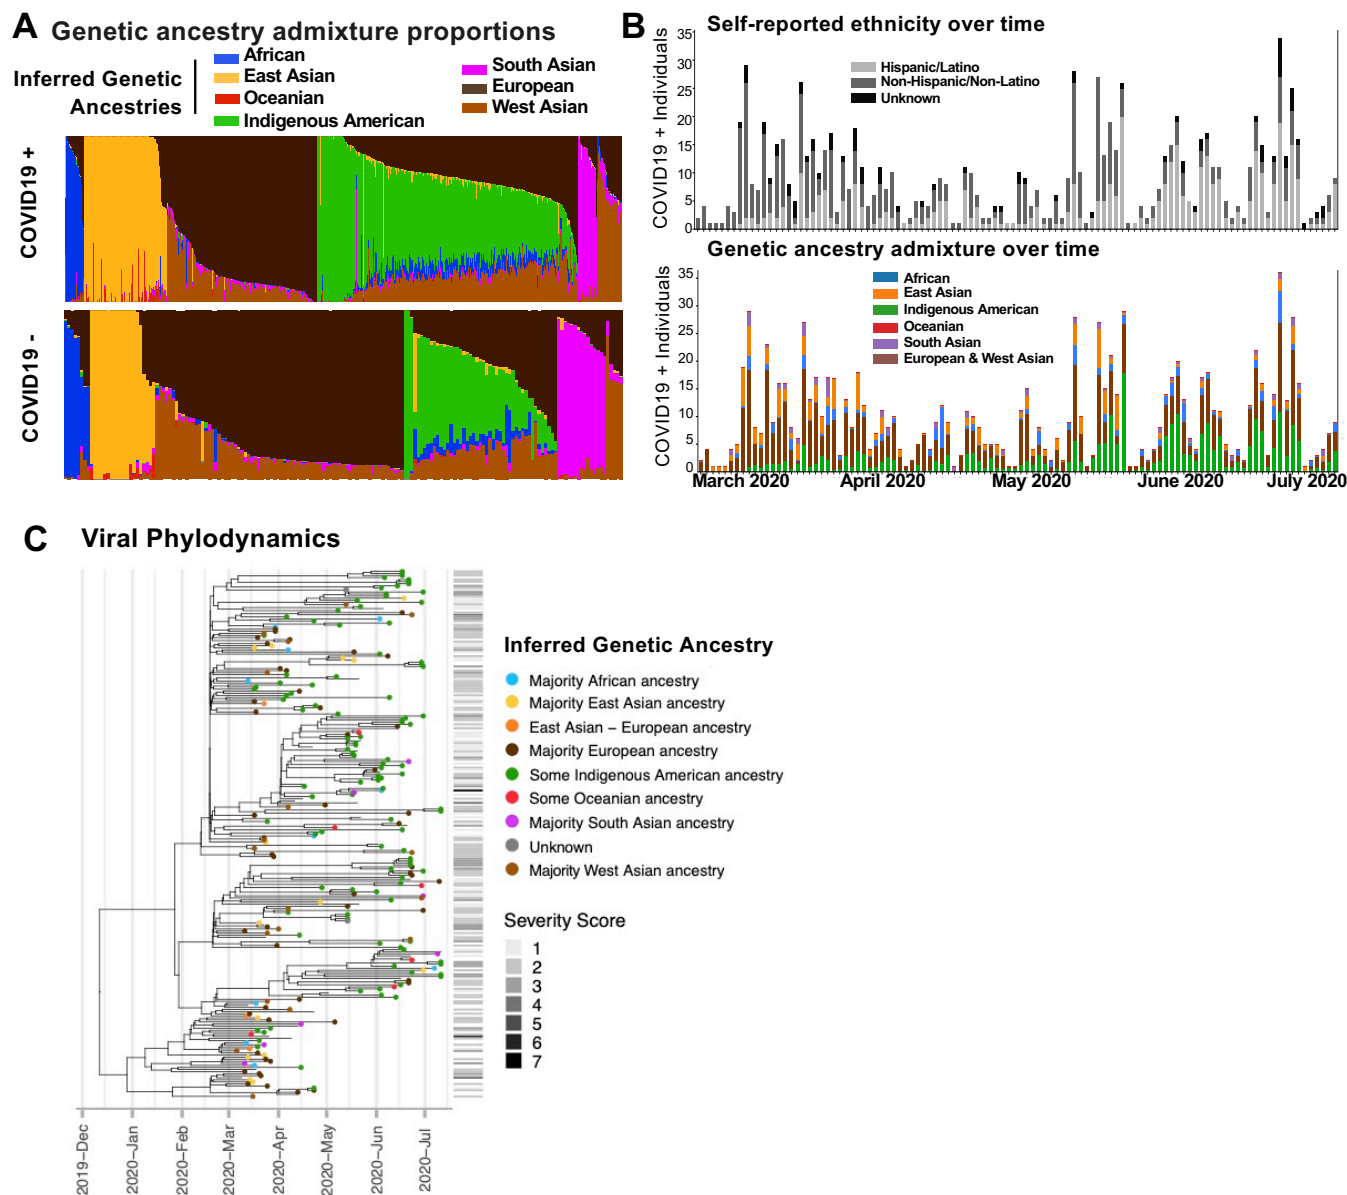 A Genetic ancestry admixture proportions
Inferred Genetic
Ancestries
African
East Asian
Oceanian
Indigenous American
South Asian
European
West Asian
COVID19 +
COVID19 -
B Self-reported ethnicity over time
COVID19 + Individuals
35
30
25
20
15
10
5
0
Hispanic/Latino
Non-Hispanic/Non-Latino
Unknown
Genetic ancestry admixture over time
COVID19 + Individuals
35
30
25
20
15
10
5
0
African
East Asian
Indigenous American
Oceanian
South Asian
European & West Asian
March 2020 April 2020 May 2020 June 2020 July 2020
C Viral Phylodynamics
Inferred Genetic Ancestry
Majority African ancestry
Majority East Asian ancestry
East Asian – European ancestry
Majority European ancestry
Some Indigenous American ancestry
Some Oceanian ancestry
Majority South Asian ancestry
Unknown
Majority West Asian ancestry
Severity Score
1
2
3
4
5
6
7
2019–Dec
2020–Jan
2020–Feb
2020–Mar
2020–Apr
2020–May
2020–Jun
2020–Jul